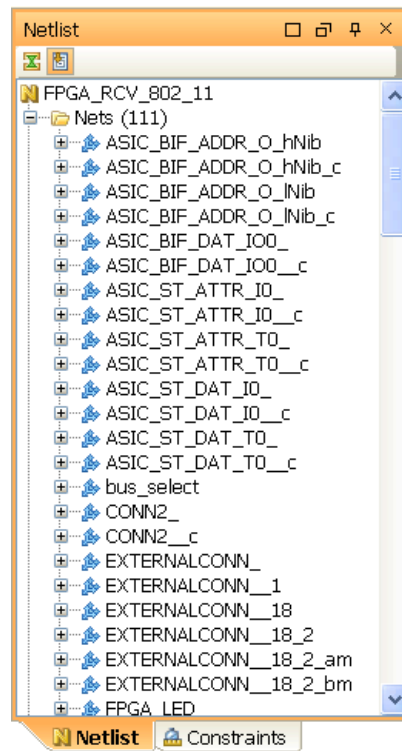 Netlist
FPGA_RCV_802_11
Nets (111)
ASIC_BIF_ADDR_O_hNib
ASIC_BIF_ADDR_O_hNib_c
ASIC_BIF_ADDR_O_lNib
ASIC_BIF_ADDR_O_lNib_c
ASIC_BIF_DAT_IO0_
ASIC_BIF_DAT_IO0__c
ASIC_ST_ATTR_I0_
ASIC_ST_ATTR_I0__c
ASIC_ST_ATTR_T0_
ASIC_ST_ATTR_T0__c
ASIC_ST_DAT_I0_
ASIC_ST_DAT_I0__c
ASIC_ST_DAT_T0_
ASIC_ST_DAT_T0__c
bus_select
CONN2_
CONN2__c
EXTERNALCONN_
EXTERNALCONN__1
EXTERNALCONN__18
EXTERNALCONN__18_2
EXTERNALCONN__18_2_am
EXTERNALCONN__18_2_bm
FPGA_LED
Netlist Constraints